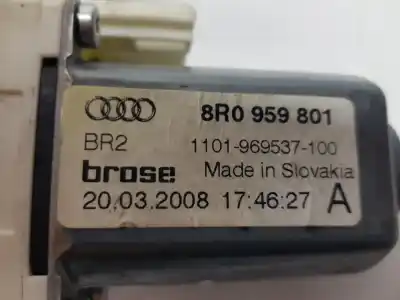 8R0 959 801
BR2 1101-969537-100
brose Made in Slovakia
20.03.2008 17:46:27 A